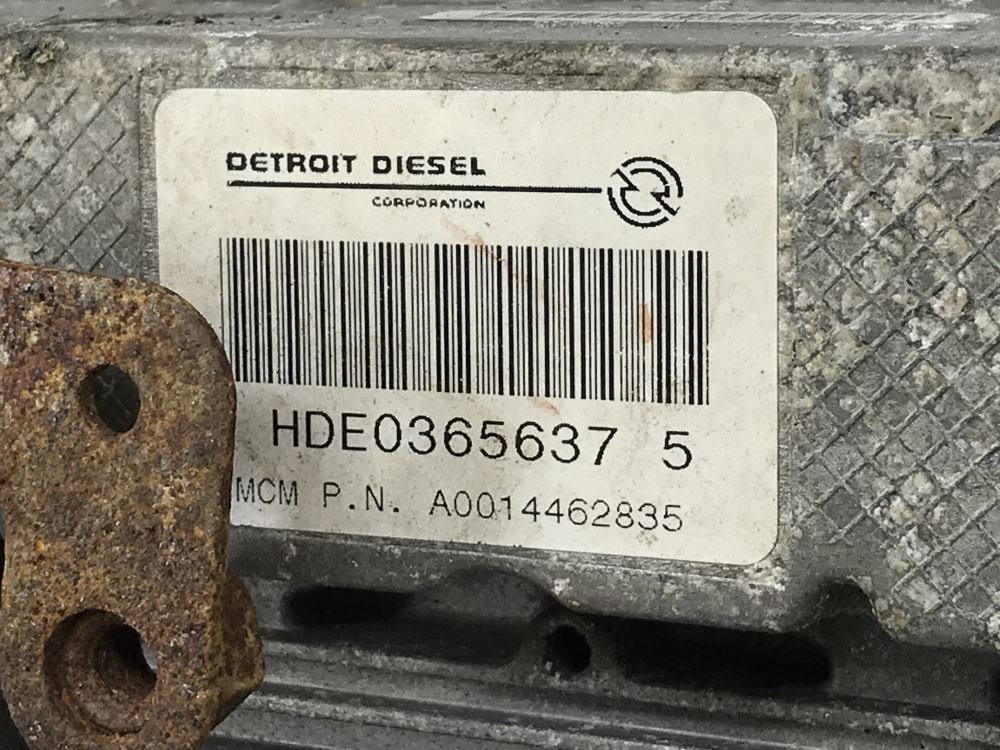 DETROIT DIESEL
CORPORATION
HDE0365637 5
MCM P.N. A0014462835